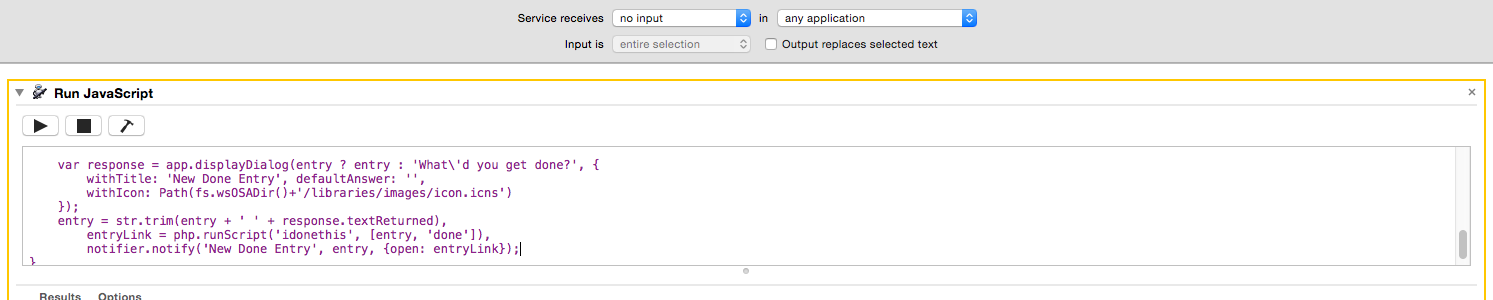 Service receives no input in any application
Input is entire selection Output replaces selected text
Run JavaScript
var response = app.displayDialog(entry ? entry : 'What\'d you get done?', {
withTitle: 'New Done Entry', defaultAnswer: '',
withIcon: Path(fs.wsOSADir()+'/libraries/images/icon.icns')
});
entry = str.trim(entry + ' ' + response.textReturned),
entryLink = php.runScript('idonethis', [entry, 'done']),
notifier.notify('New Done Entry', entry, {open: entryLink});
}
Results Options